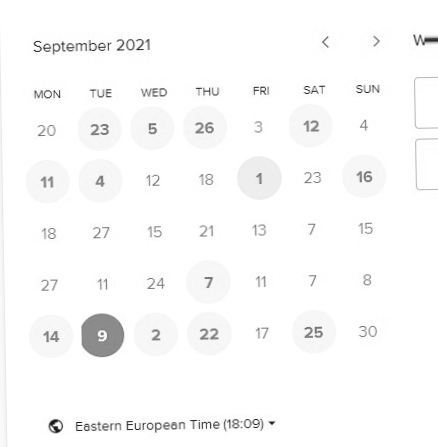 September 2021
MON TUE WED THU FRI SAT SUN
20 23 5 26 3 12 4
11 4 12 18 1 23 16
18 27 15 21 13 7 15
27 11 24 7 11 7 8
14 9 2 22 17 25 30
Eastern European Time (18:09)